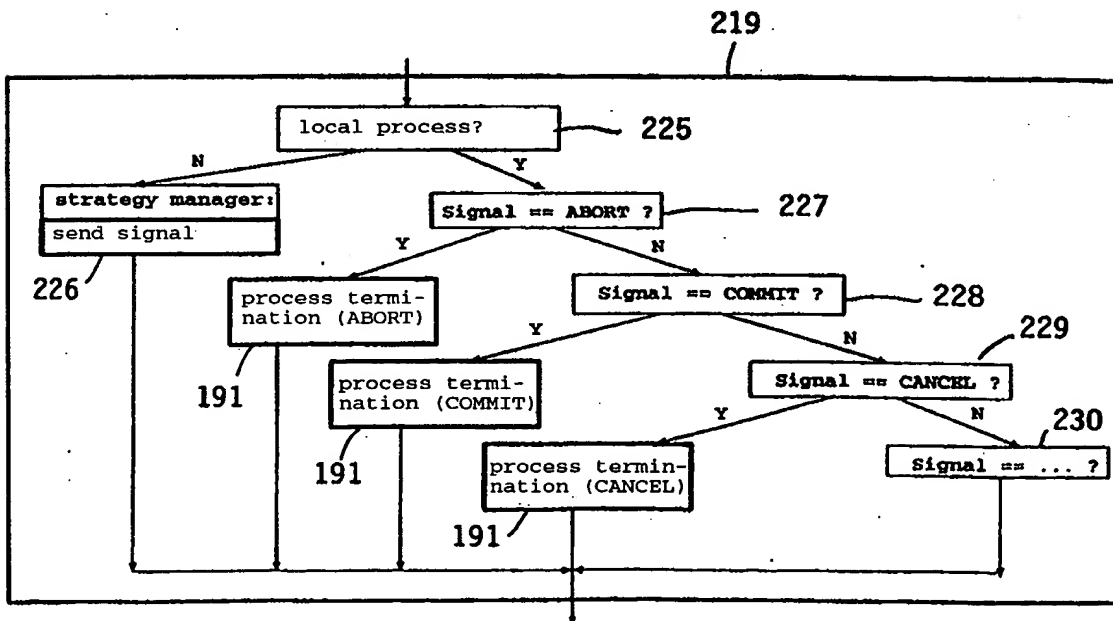 219
local process?
225
N
Y
strategy manager:
send signal
226
Signal == ABORT ?
227
Y
N
process termi-
nation (ABORT)
191
Signal == COMMIT ?
228
Y
N
process termi-
nation (COMMIT)
191
229
Signal == CANCEL ?
Y
N
process termin-
nation (CANCEL)
191
230
Signal == ... ?